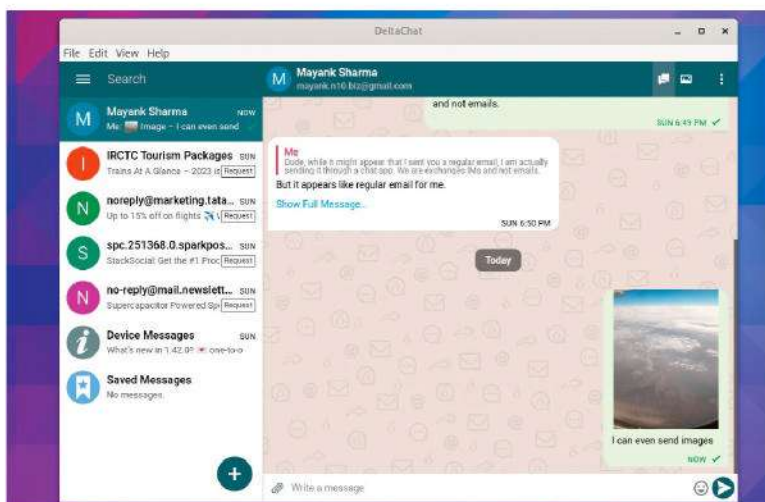 DeltaChat
File Edit View Help
Search
M
Mayank Sharma
NOW
Me: Image – I can even send
I
IRCTC Tourism Packages
SUN
Trains At A Glance – 2023 is
Request
N
noreply@marketing.tata...
SUN
Up to 15% off on flights
Request
S
spc.251368.0.sparkpos...
SUN
StackSocial: Get the #1 Proc
Request
N
no-reply@mail.newslett...
SUN
Supercapacitor Powered Sp
Request
i
Device Messages
SUN
What's new in 1.42.0? one-to-o
Saved Messages
No messages.
+
M
Mayank Sharma
mayank.n10.biz@gmail.com
and not emails.
SUN 6:49 PM
Me
Dude, while it might appear that I sent you a regular email, I am actually
sending it through a chat app. We are exchanges IMs and not emails.
But it appears like regular email for me.
Show Full Message...
SUN 6:50 PM
Today
I can even send images
NOW
Write a message